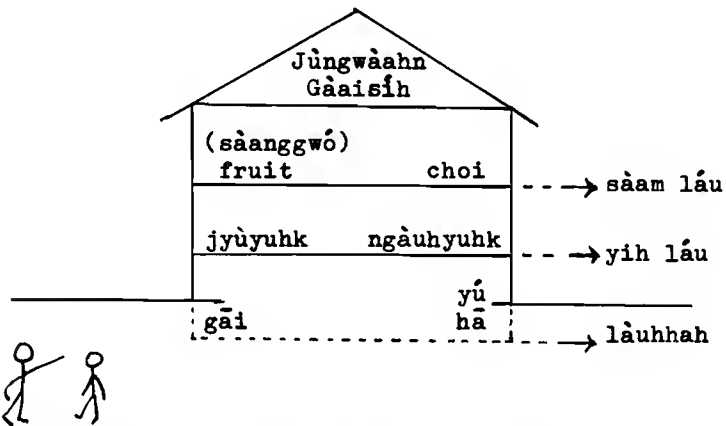 Jùngwàahn
Gàaisíh
(sàanggwó)
fruit choi
sàam láu
jyùyuhk ngàuhyuhk
yih láu
gāi yú
hā
làuhhah